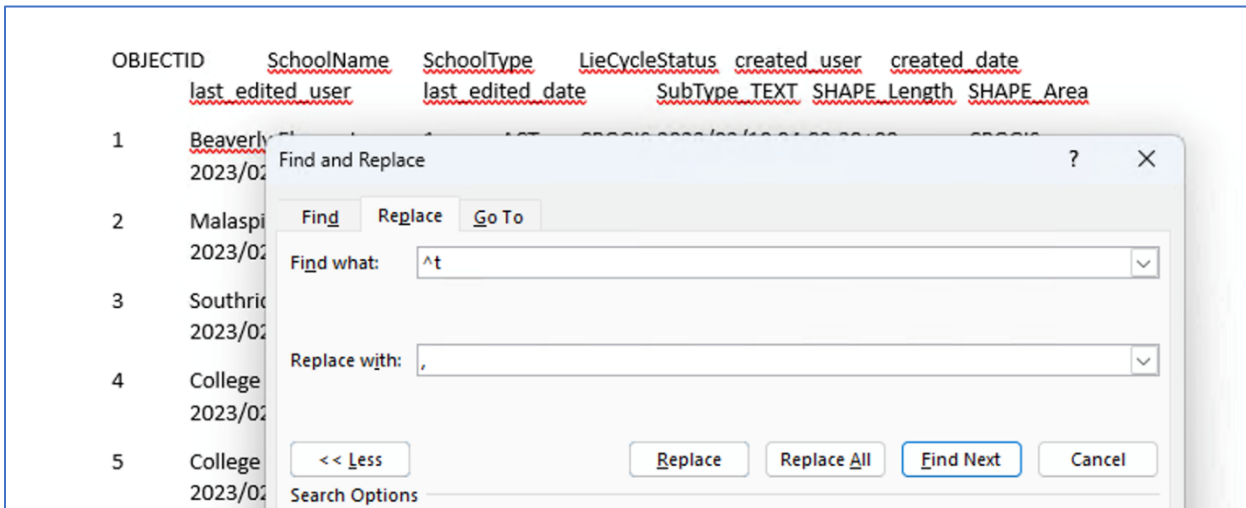 OBJECTID SchoolName SchoolType LieCycleStatus created_user created_date
last_edited_user last_edited_date SubType_TEXT SHAPE_Length SHAPE_Area
1
2023/02
Find and Replace ? ×
2 Malaspi
2023/02
Find Replace Go To
Find what: ^t
3 Southrid
2023/02
Replace with: ,
4 College
2023/02
<< Less Replace Replace All Find Next Cancel
5 College
2023/02
Search Options